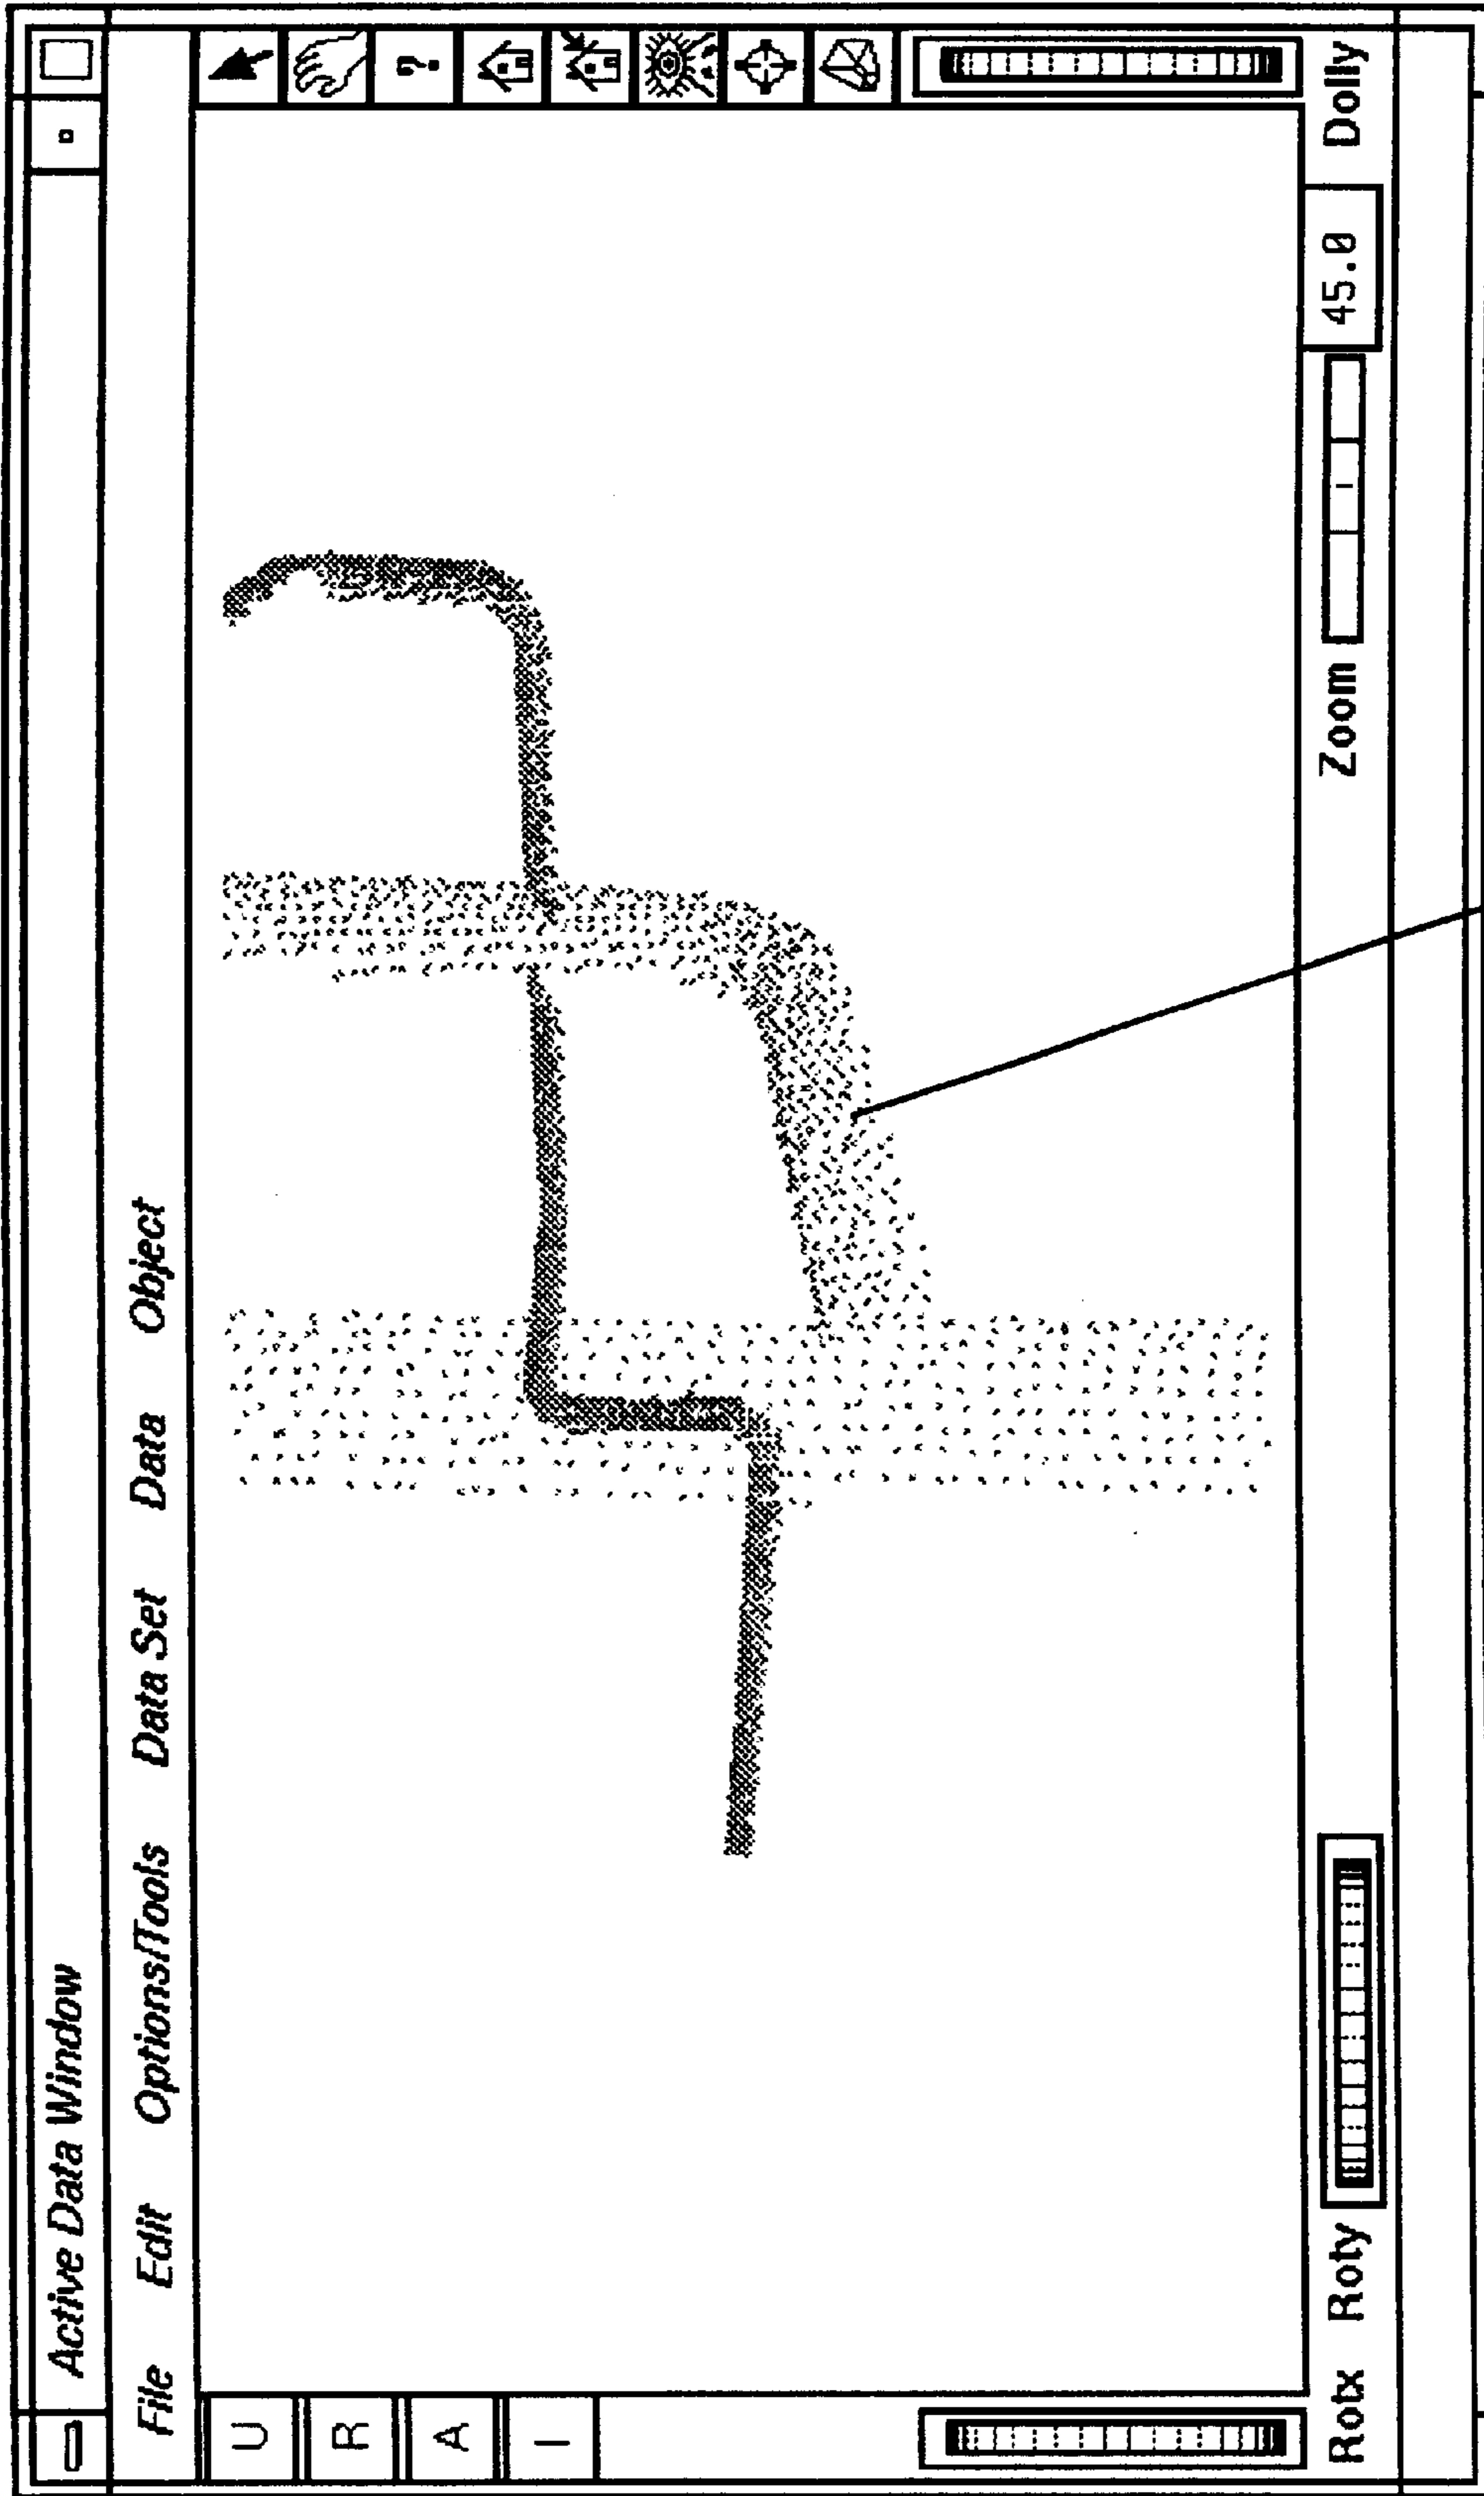 Active Data Window
File Edit Options/Tools Data Set Data Object
U
R
A
I
?
Rotx Roty Zoom 45.0 Dolly